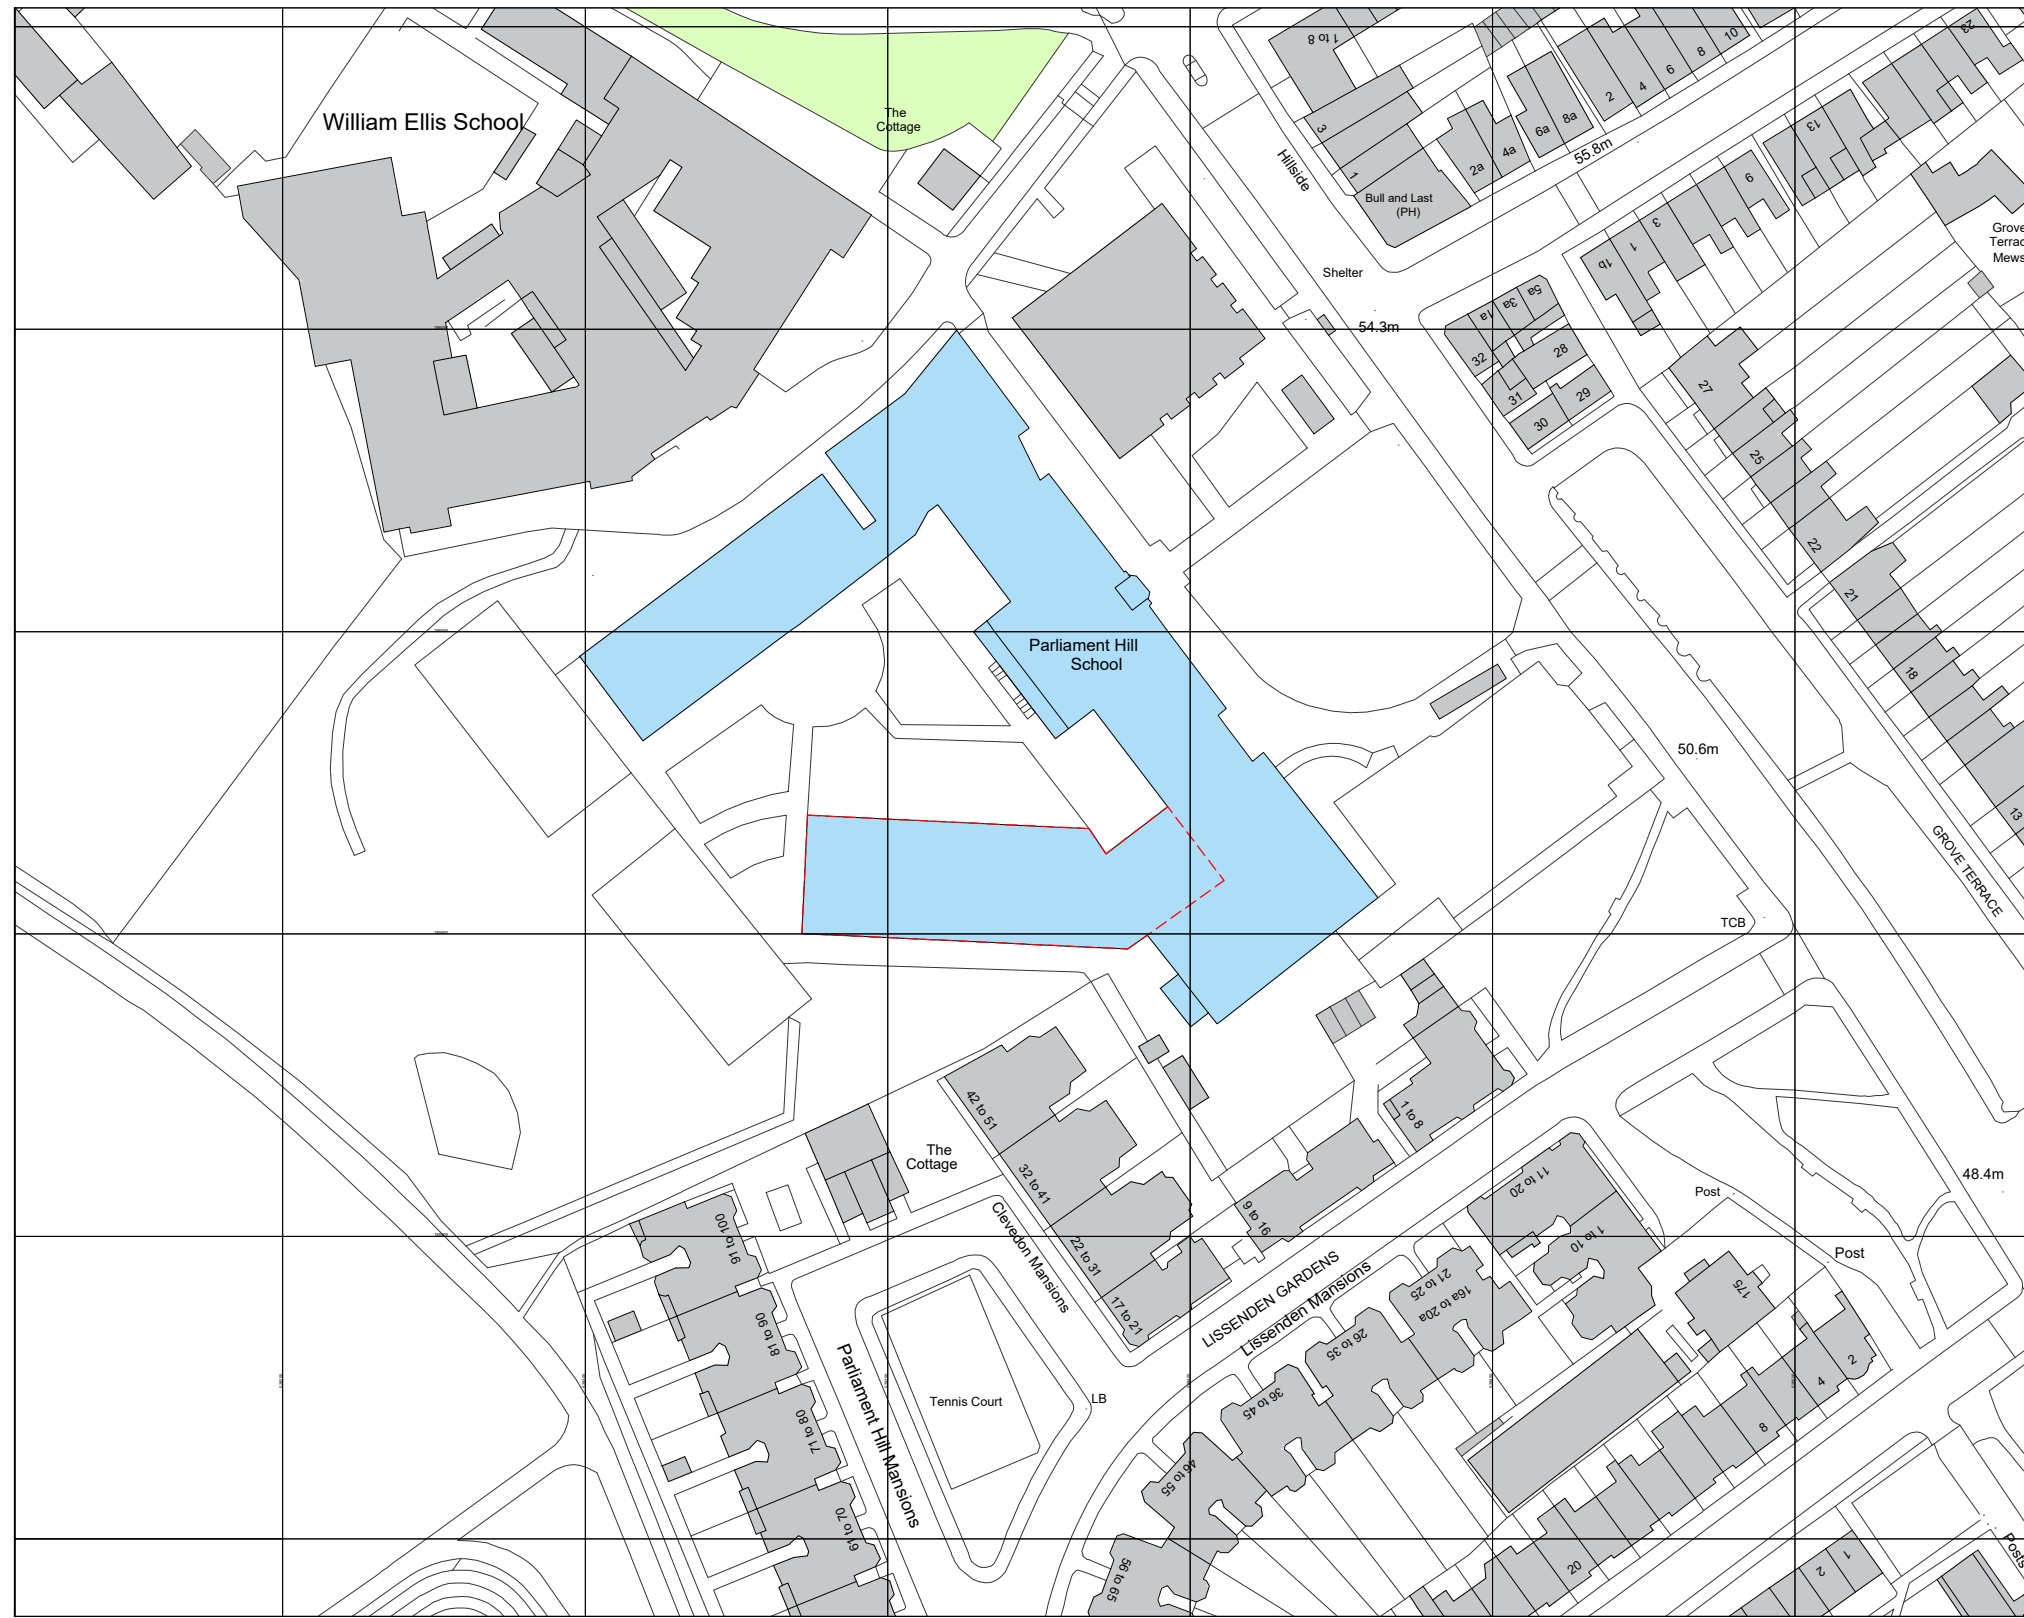 William Ellis School
The
Cottage
1 to 8
3
1
Hillside
Bull and Last
(PH)
2a
4a
6a
8a
2
4
6
8
10
23
55.8m
13
9
3
1
1b
Grove
Terrac
Mews
Shelter
54.3m
1a
3a
5a
32
28
31
29
30
27
25
22
21
18
13
Parliament Hill
School
50.6m
GROVE TERRACE
TCB
48.4m
42 to 51
32 to 41
22 to 31
17 to 21
The
Cottage
Clevedon Mansions
1 to 8
9 to 16
LISSENDEN GARDENS
Lissenden Mansions
11 to 20
1 to 10
Post
Post
175
21 to 25
16a to 20a
26 to 35
36 to 45
46 to 55
56 to 65
91 to 100
81 to 90
71 to 80
61 to 70
Parliament Hill Mansions
Tennis Court
LB
2
4
8
20
1
2
Posts